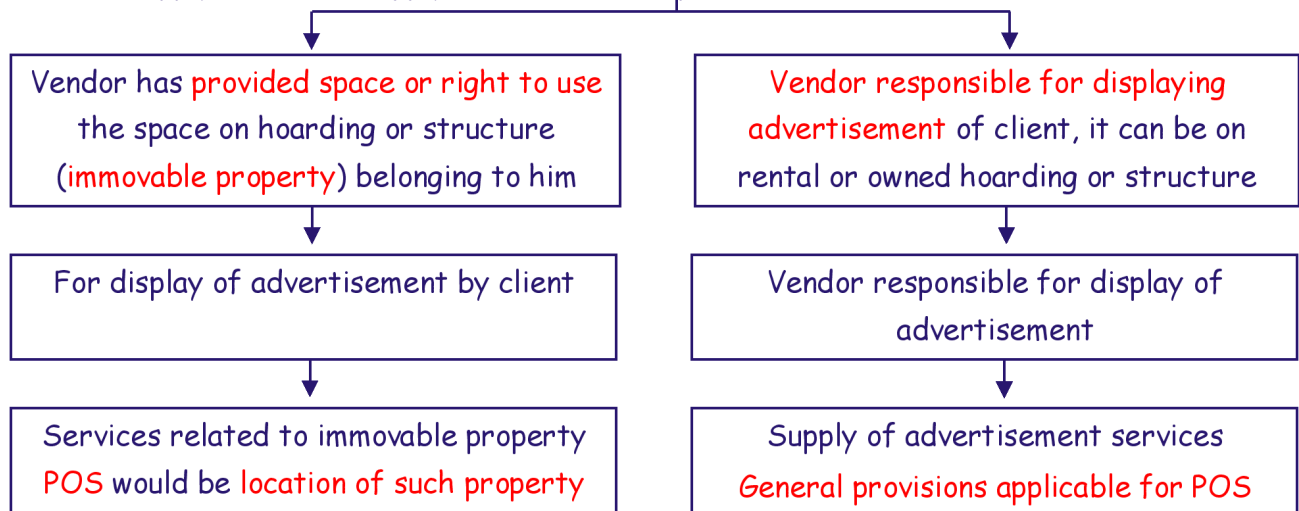 Vendor has provided space or right to use
the space on hoarding or structure
(immovable property) belonging to him
Vendor responsible for displaying
advertisement of client, it can be on
rental or owned hoarding or structure
For display of advertisement by client
Vendor responsible for display of
advertisement
Services related to immovable property
POS would be location of such property
Supply of advertisement services
General provisions applicable for POS